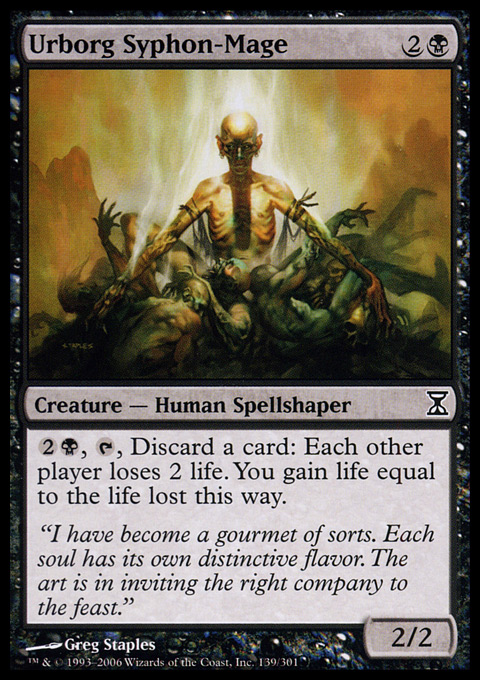 Urborg Syphon-Mage 2
STAPLES
Creature — Human Spellshaper
2, , Discard a card: Each other
player loses 2 life. You gain life equal
to the life lost this way.
“I have become a gourmet of sorts. Each
soul has its own distinctive flavor. The
art is in inviting the right company to
the feast.”
Greg Staples
2/2
™ & © 1993–2006 Wizards of the Coast, Inc. 139/301